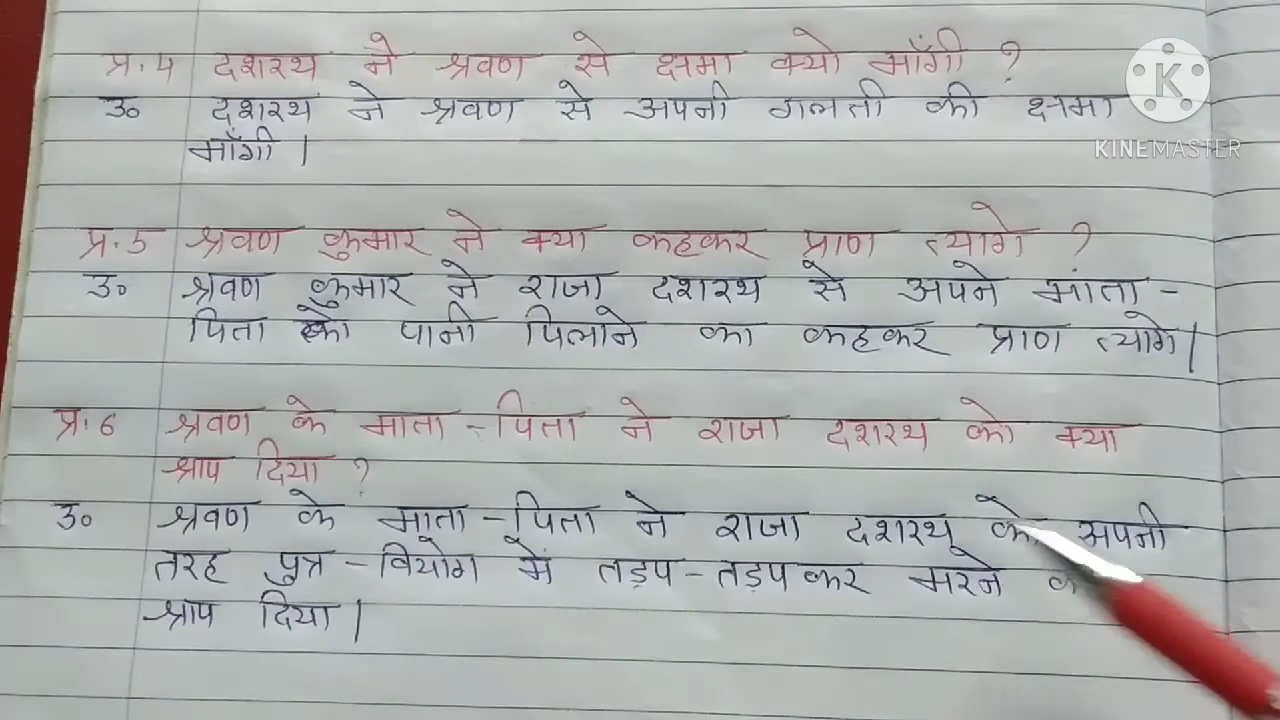 प्र.4 दशरथ ने श्रवण से क्षमा क्यो माँगी ?
उ० दशरथ ने श्रवण से अपनी गलती की क्षमा
माँगी |
प्र.5 श्रवण कुमार ने क्या कहकर प्राण त्यागे ?
उ० श्रवण कुमार ने राजा दशरथ से अपने मांता -
पिता को पानी पिलाने का कहकर प्राण त्यागे |
प्र.6 श्रवण के माता - पिता ने राजा दशरथ को क्या
श्राप दिया ?
उ० श्रवण के माता - पिता ने राजा दशरथ को अपनी
तरह पुत्र - वियोग में तड़प - तड़प कर मरने
श्राप दिया |
K
KINEMASTER